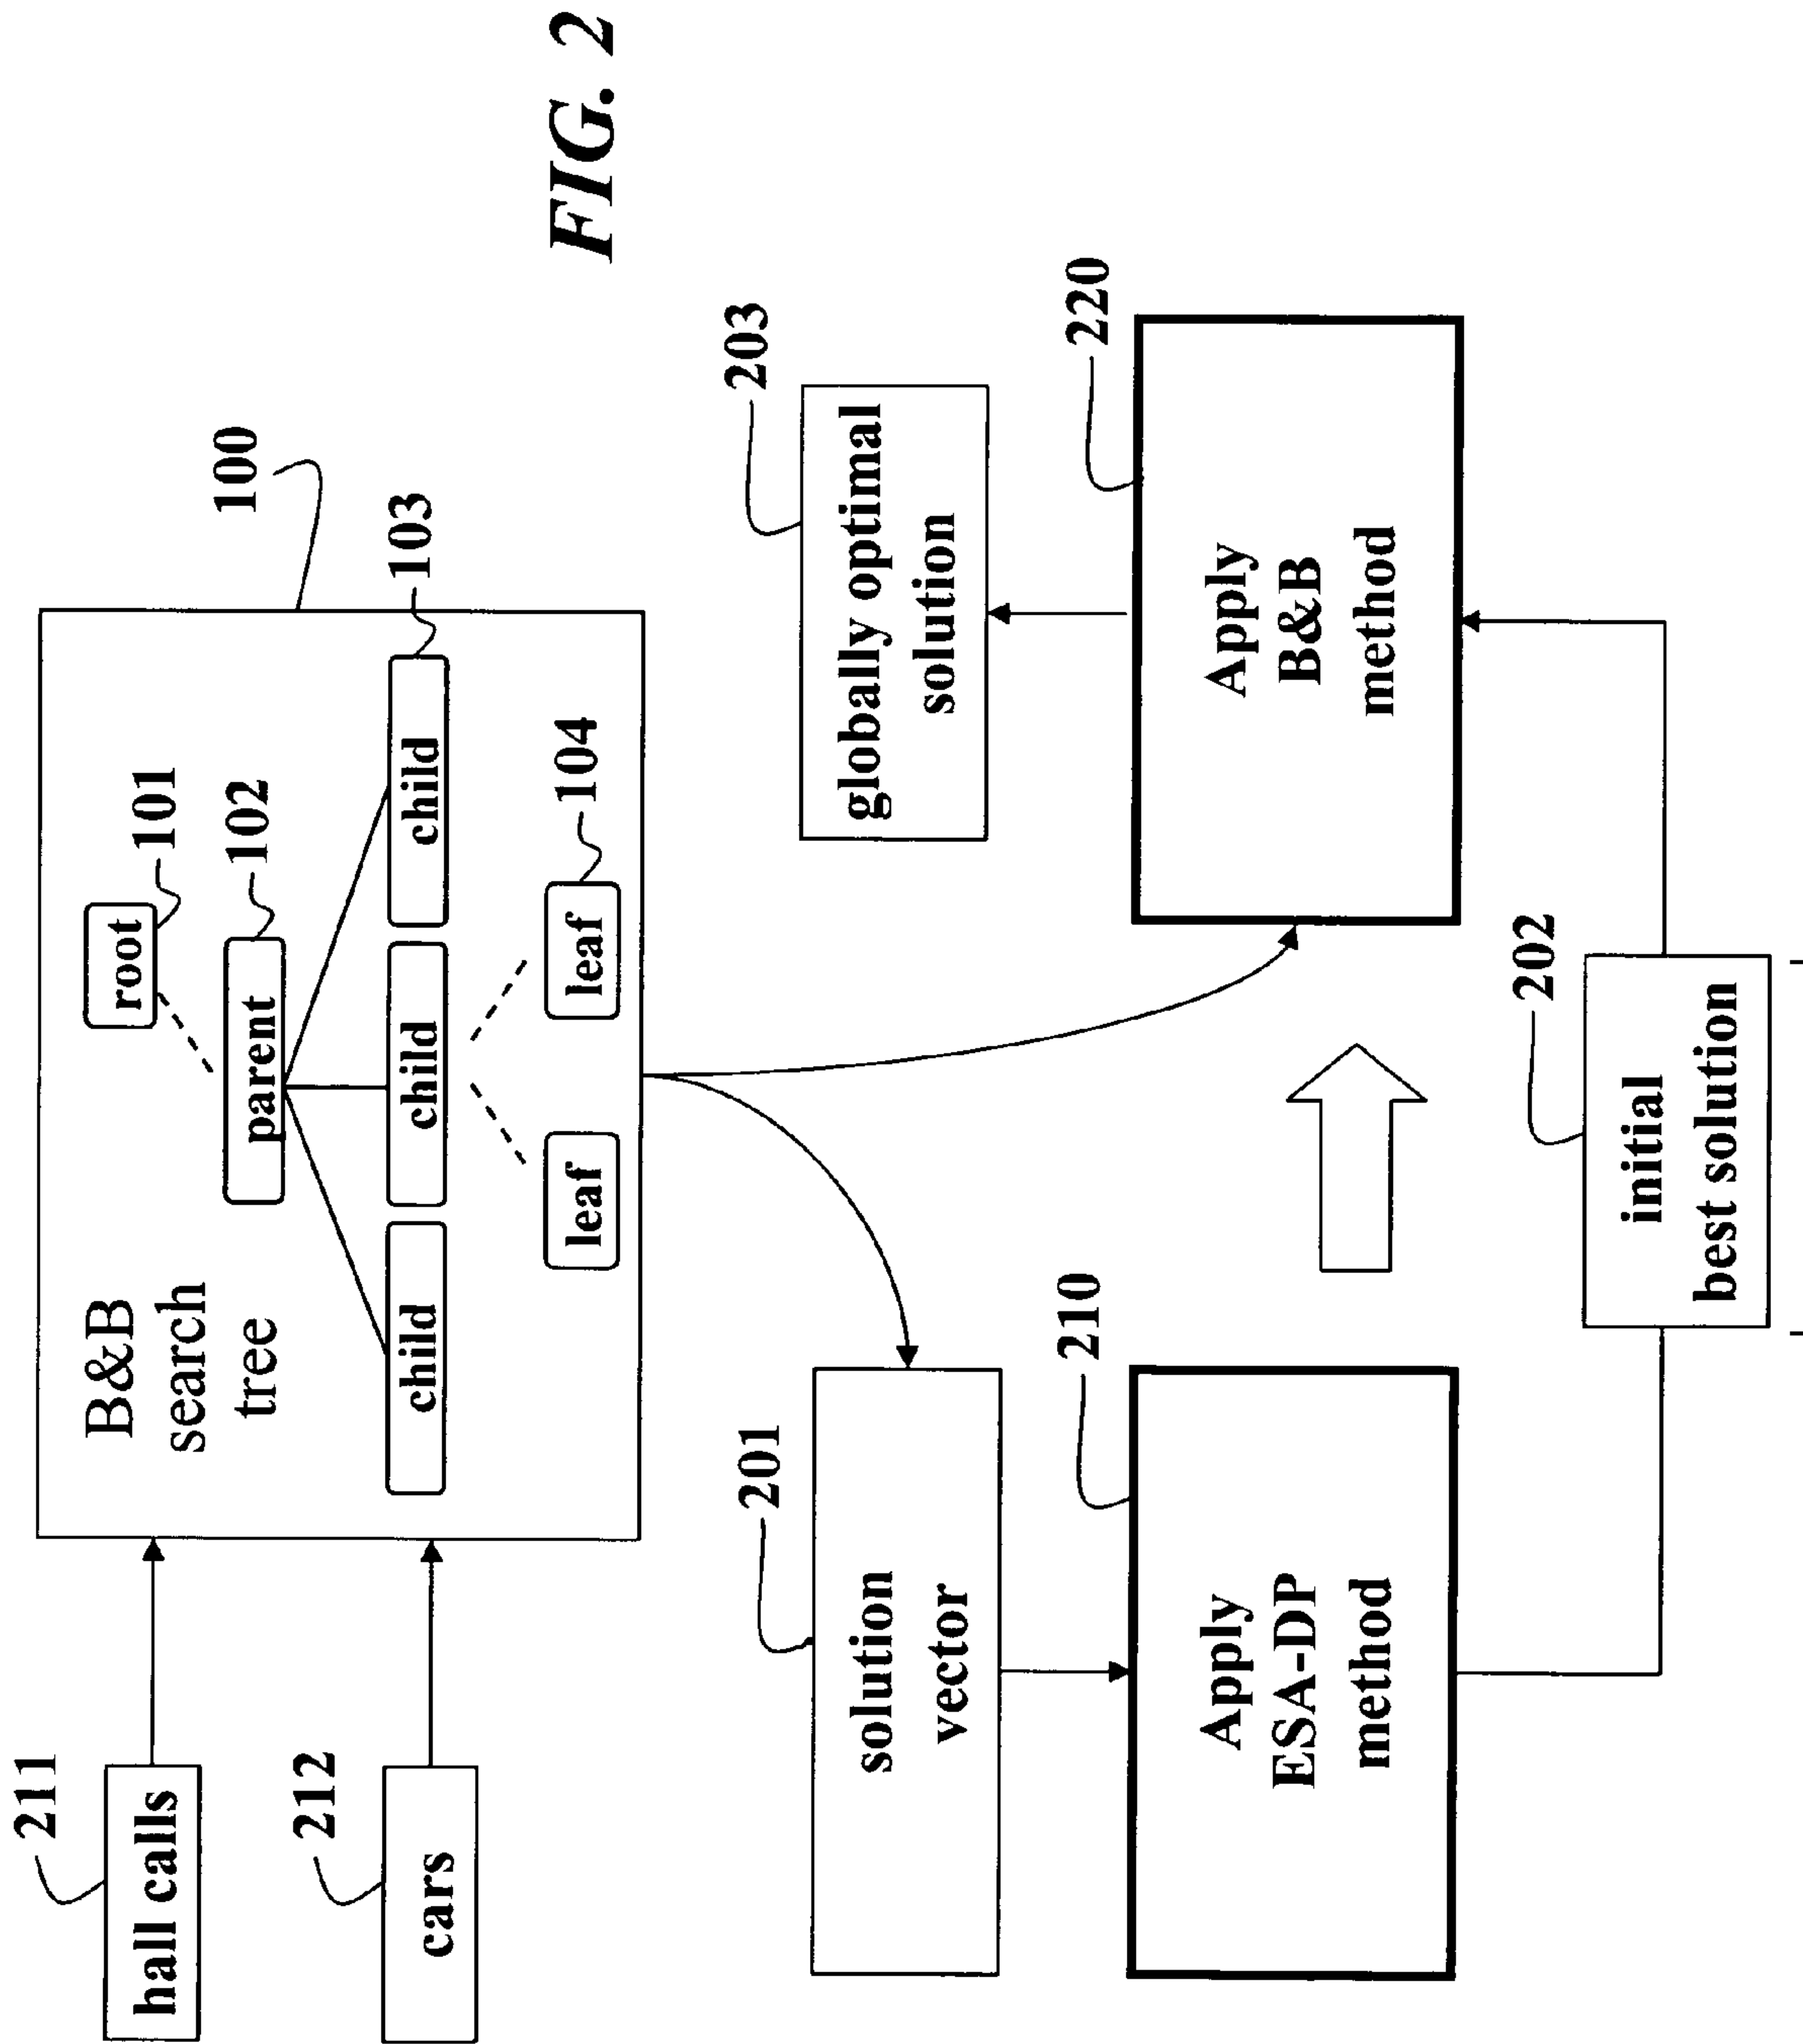 211
hall calls
212
cars
B&B
search
tree
root
101
parent
102
child
child
child
103
leaf
leaf
104
100
FIG. 2
201
solution
vector
203
globally optimal
solution
210
Apply
ESA-DP
method
220
Apply
B&B
method
202
initial
best solution